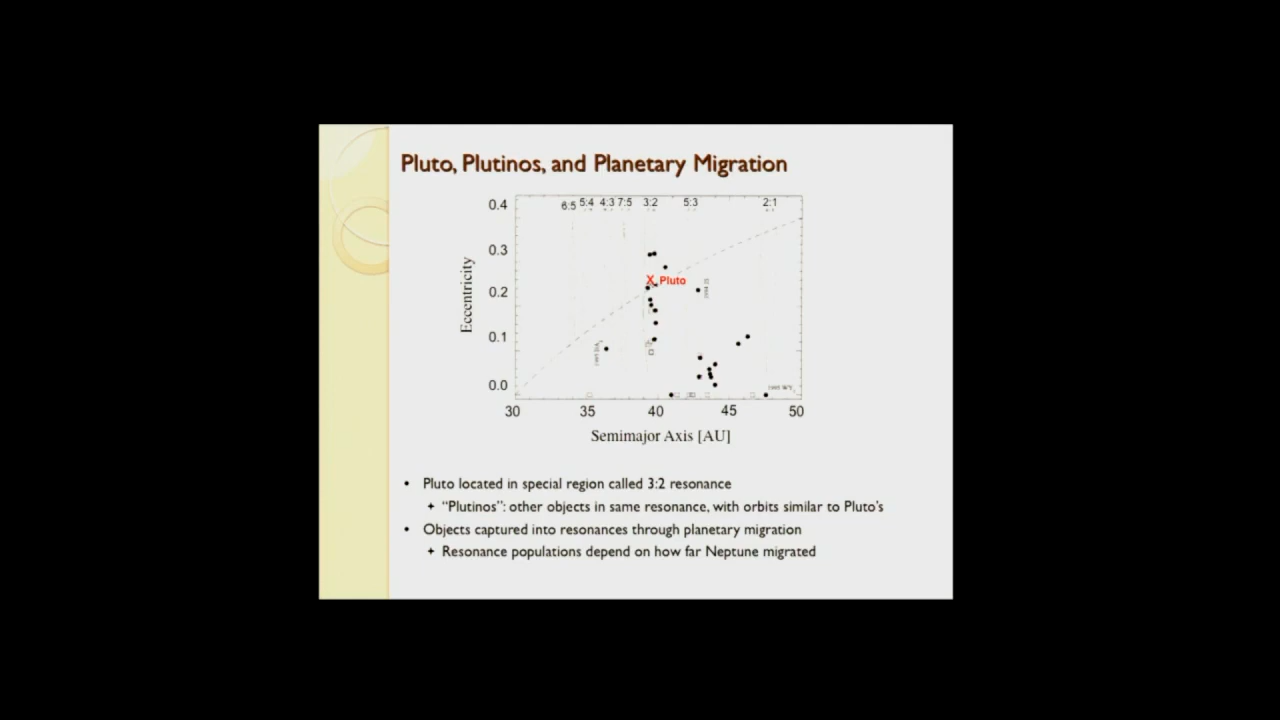 Pluto, Plutinos, and Planetary Migration
6:5 5:4 4:3 7:5 3:2 5:3 2:1
0.4
0.3
X Pluto
0.2
0.1
0.0
Eccentricity
30 35 40 45 50
Semimajor Axis [AU]
• Pluto located in special region called 3:2 resonance
+ “Plutinos”: other objects in same resonance, with orbits similar to Pluto’s
• Objects captured into resonances through planetary migration
+ Resonance populations depend on how far Neptune migrated